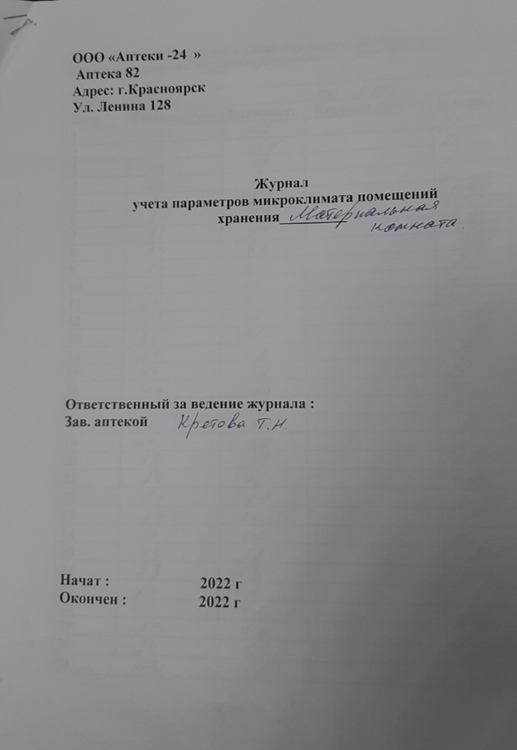 ООО «Аптеки -24 »
Аптека 82
Адрес: г.Красноярск
Ул. Ленина 128
Журнал
учета параметров микроклимата помещений
хранения Материальная
комната
Ответственный за ведение журнала :
Зав. аптекой Кретова Т.Н.
Начат : 2022 г
Окончен : 2022 г